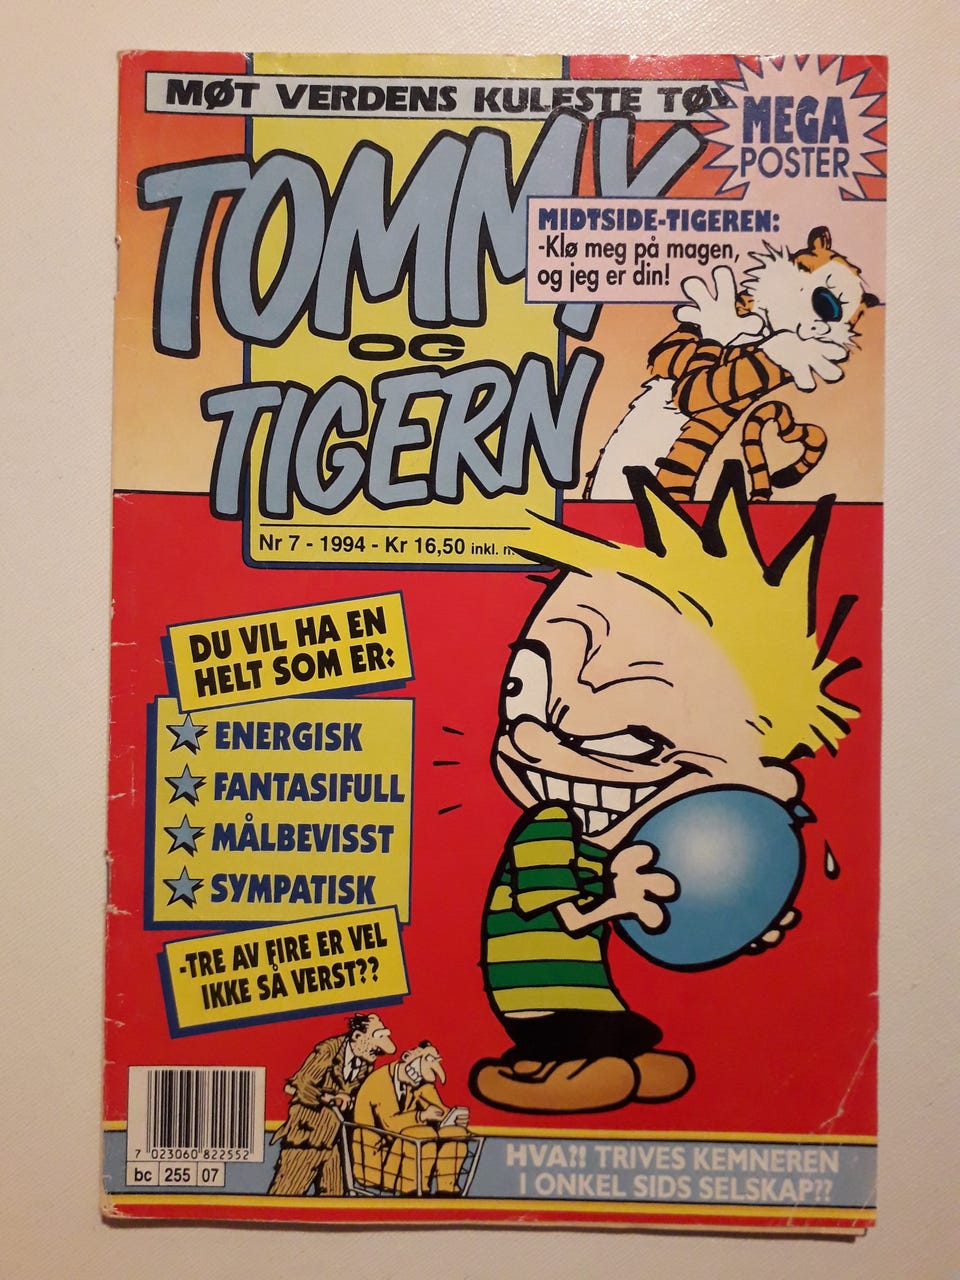 MØT VERDENS KULESTE
MEGA
POSTER
TOMMY
OG
TIGERN
MIDTSIDE-TIGEREN:
-Klø meg på magen,
og jeg er din!
Nr 7 - 1994 - Kr 16,50 inkl.
DU VIL HA EN
HELT SOM ER:
ENERGISK
FANTASIFULL
MÅLBEVISST
SYMPATISK
-TRE AV FIRE ER VEL
IKKE SÅ VERST??
7 023060 822552
bc 255 07
HVA?! TRIVES KEMNEREN
I ONKEL SIDS SELSKAP??